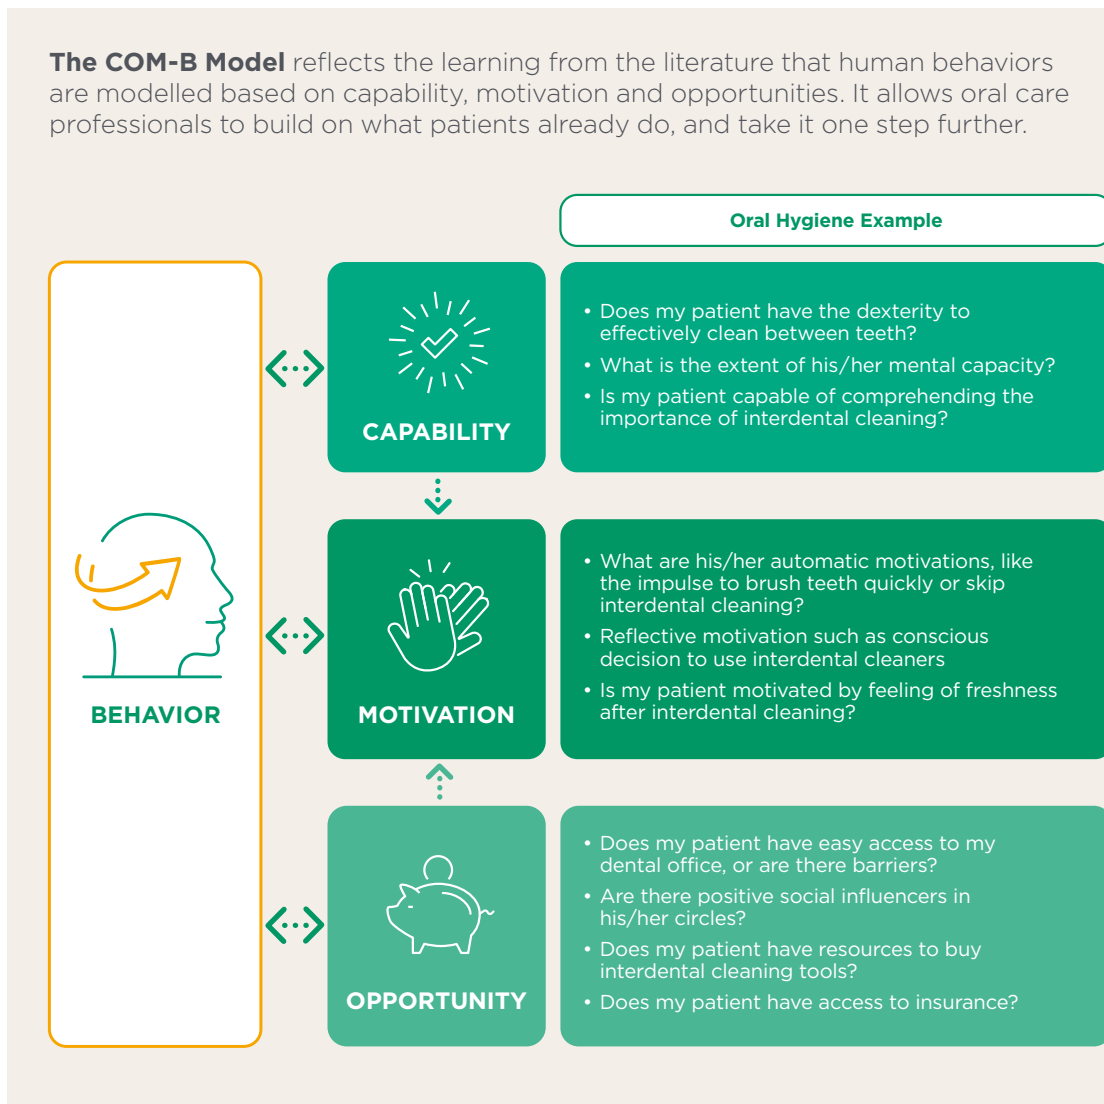 The COM-B Model reflects the learning from the literature that human behaviors
are modelled based on capability, motivation and opportunities. It allows oral care
professionals to build on what patients already do, and take it one step further.
Oral Hygiene Example
BEHAVIOR
CAPABILITY
• Does my patient have the dexterity to
effectively clean between teeth?
• What is the extent of his/her mental capacity?
• Is my patient capable of comprehending the
importance of interdental cleaning?
MOTIVATION
• What are his/her automatic motivations, like
the impulse to brush teeth quickly or skip
interdental cleaning?
• Reflective motivation such as conscious
decision to use interdental cleaners
• Is my patient motivated by feeling of freshness
after interdental cleaning?
OPPORTUNITY
• Does my patient have easy access to my
dental office, or are there barriers?
• Are there positive social influencers in
his/her circles?
• Does my patient have resources to buy
interdental cleaning tools?
• Does my patient have access to insurance?